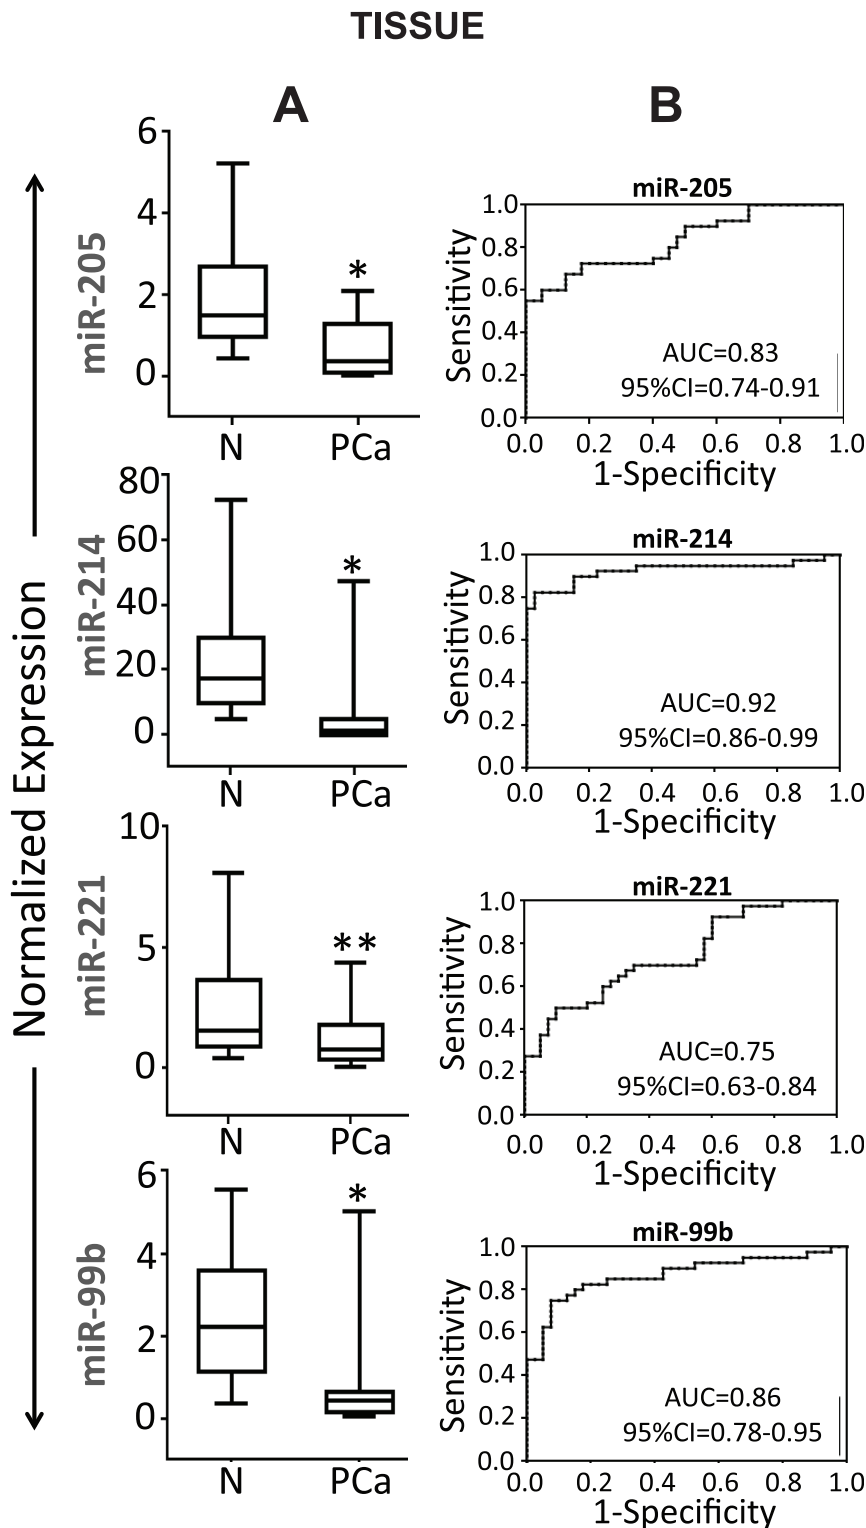 TISSUE
A
B
Normalized Expression
miR-205
6
4
2
0
*
N
PCa
miR-205
Sensitivity
1.0
0.8
0.6
0.4
0.2
0.0
AUC=0.83
95%CI=0.74-0.91
0.0 0.2 0.4 0.6 0.8 1.0
1-Specificity
miR-214
80
60
40
20
0
*
N
PCa
miR-214
Sensitivity
1.0
0.8
0.6
0.4
0.2
0.0
AUC=0.92
95%CI=0.86-0.99
0.0 0.2 0.4 0.6 0.8 1.0
1-Specificity
miR-221
10
5
0
**
N
PCa
miR-221
Sensitivity
1.0
0.8
0.6
0.4
0.2
0.0
AUC=0.75
95%CI=0.63-0.84
0.0 0.2 0.4 0.6 0.8 1.0
1-Specificity
miR-99b
6
4
2
0
*
N
PCa
miR-99b
Sensitivity
1.0
0.8
0.6
0.4
0.2
0.0
AUC=0.86
95%CI=0.78-0.95
0.0 0.2 0.4 0.6 0.8 1.0
1-Specificity